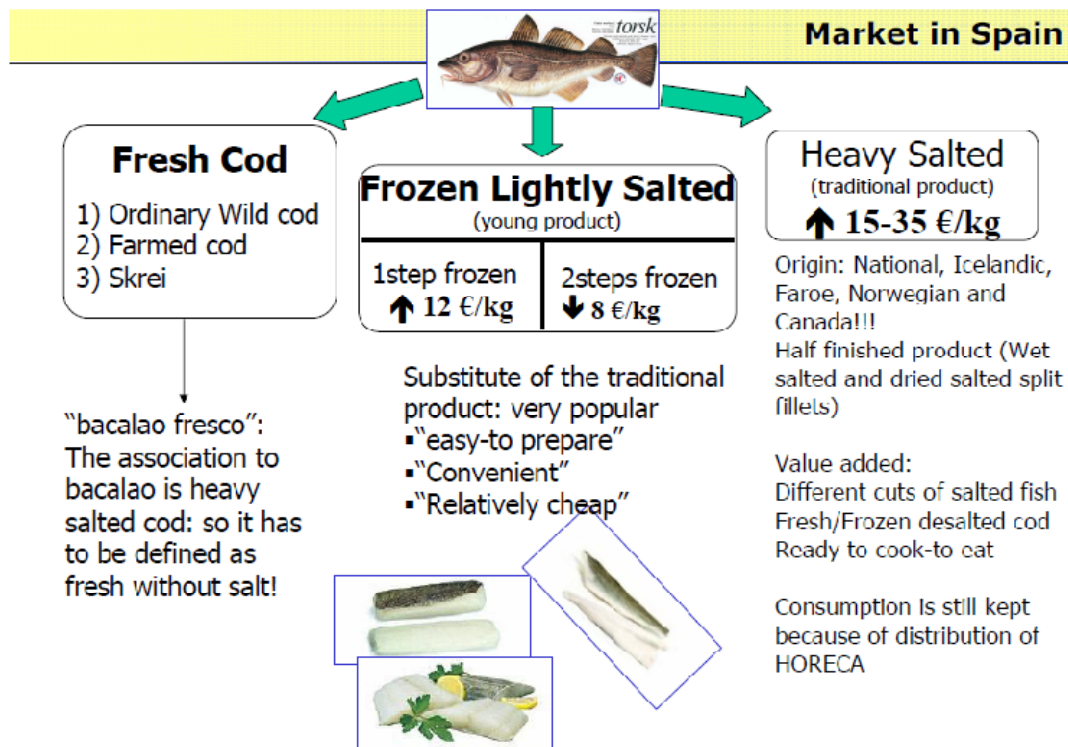 Market in Spain
torsk
Fresh Cod
1) Ordinary Wild cod
2) Farmed cod
3) Skrei
"bacalao fresco":
The association to
bacalao is heavy
salted cod: so it has
to be defined as
fresh without salt!
Frozen Lightly Salted
(young product)
1step frozen
↑ 12 €/kg
2steps frozen
↓ 8 €/kg
Substitute of the traditional
product: very popular
▪"easy-to prepare"
▪"Convenient"
▪"Relatively cheap"
Heavy Salted
(traditional product)
↑ 15-35 €/kg
Origin: National, Icelandic,
Faroe, Norwegian and
Canada!!!
Half finished product (Wet
salted and dried salted split
fillets)
Value added:
Different cuts of salted fish
Fresh/Frozen desalted cod
Ready to cook-to eat
Consumption is still kept
because of distribution of
HORECA